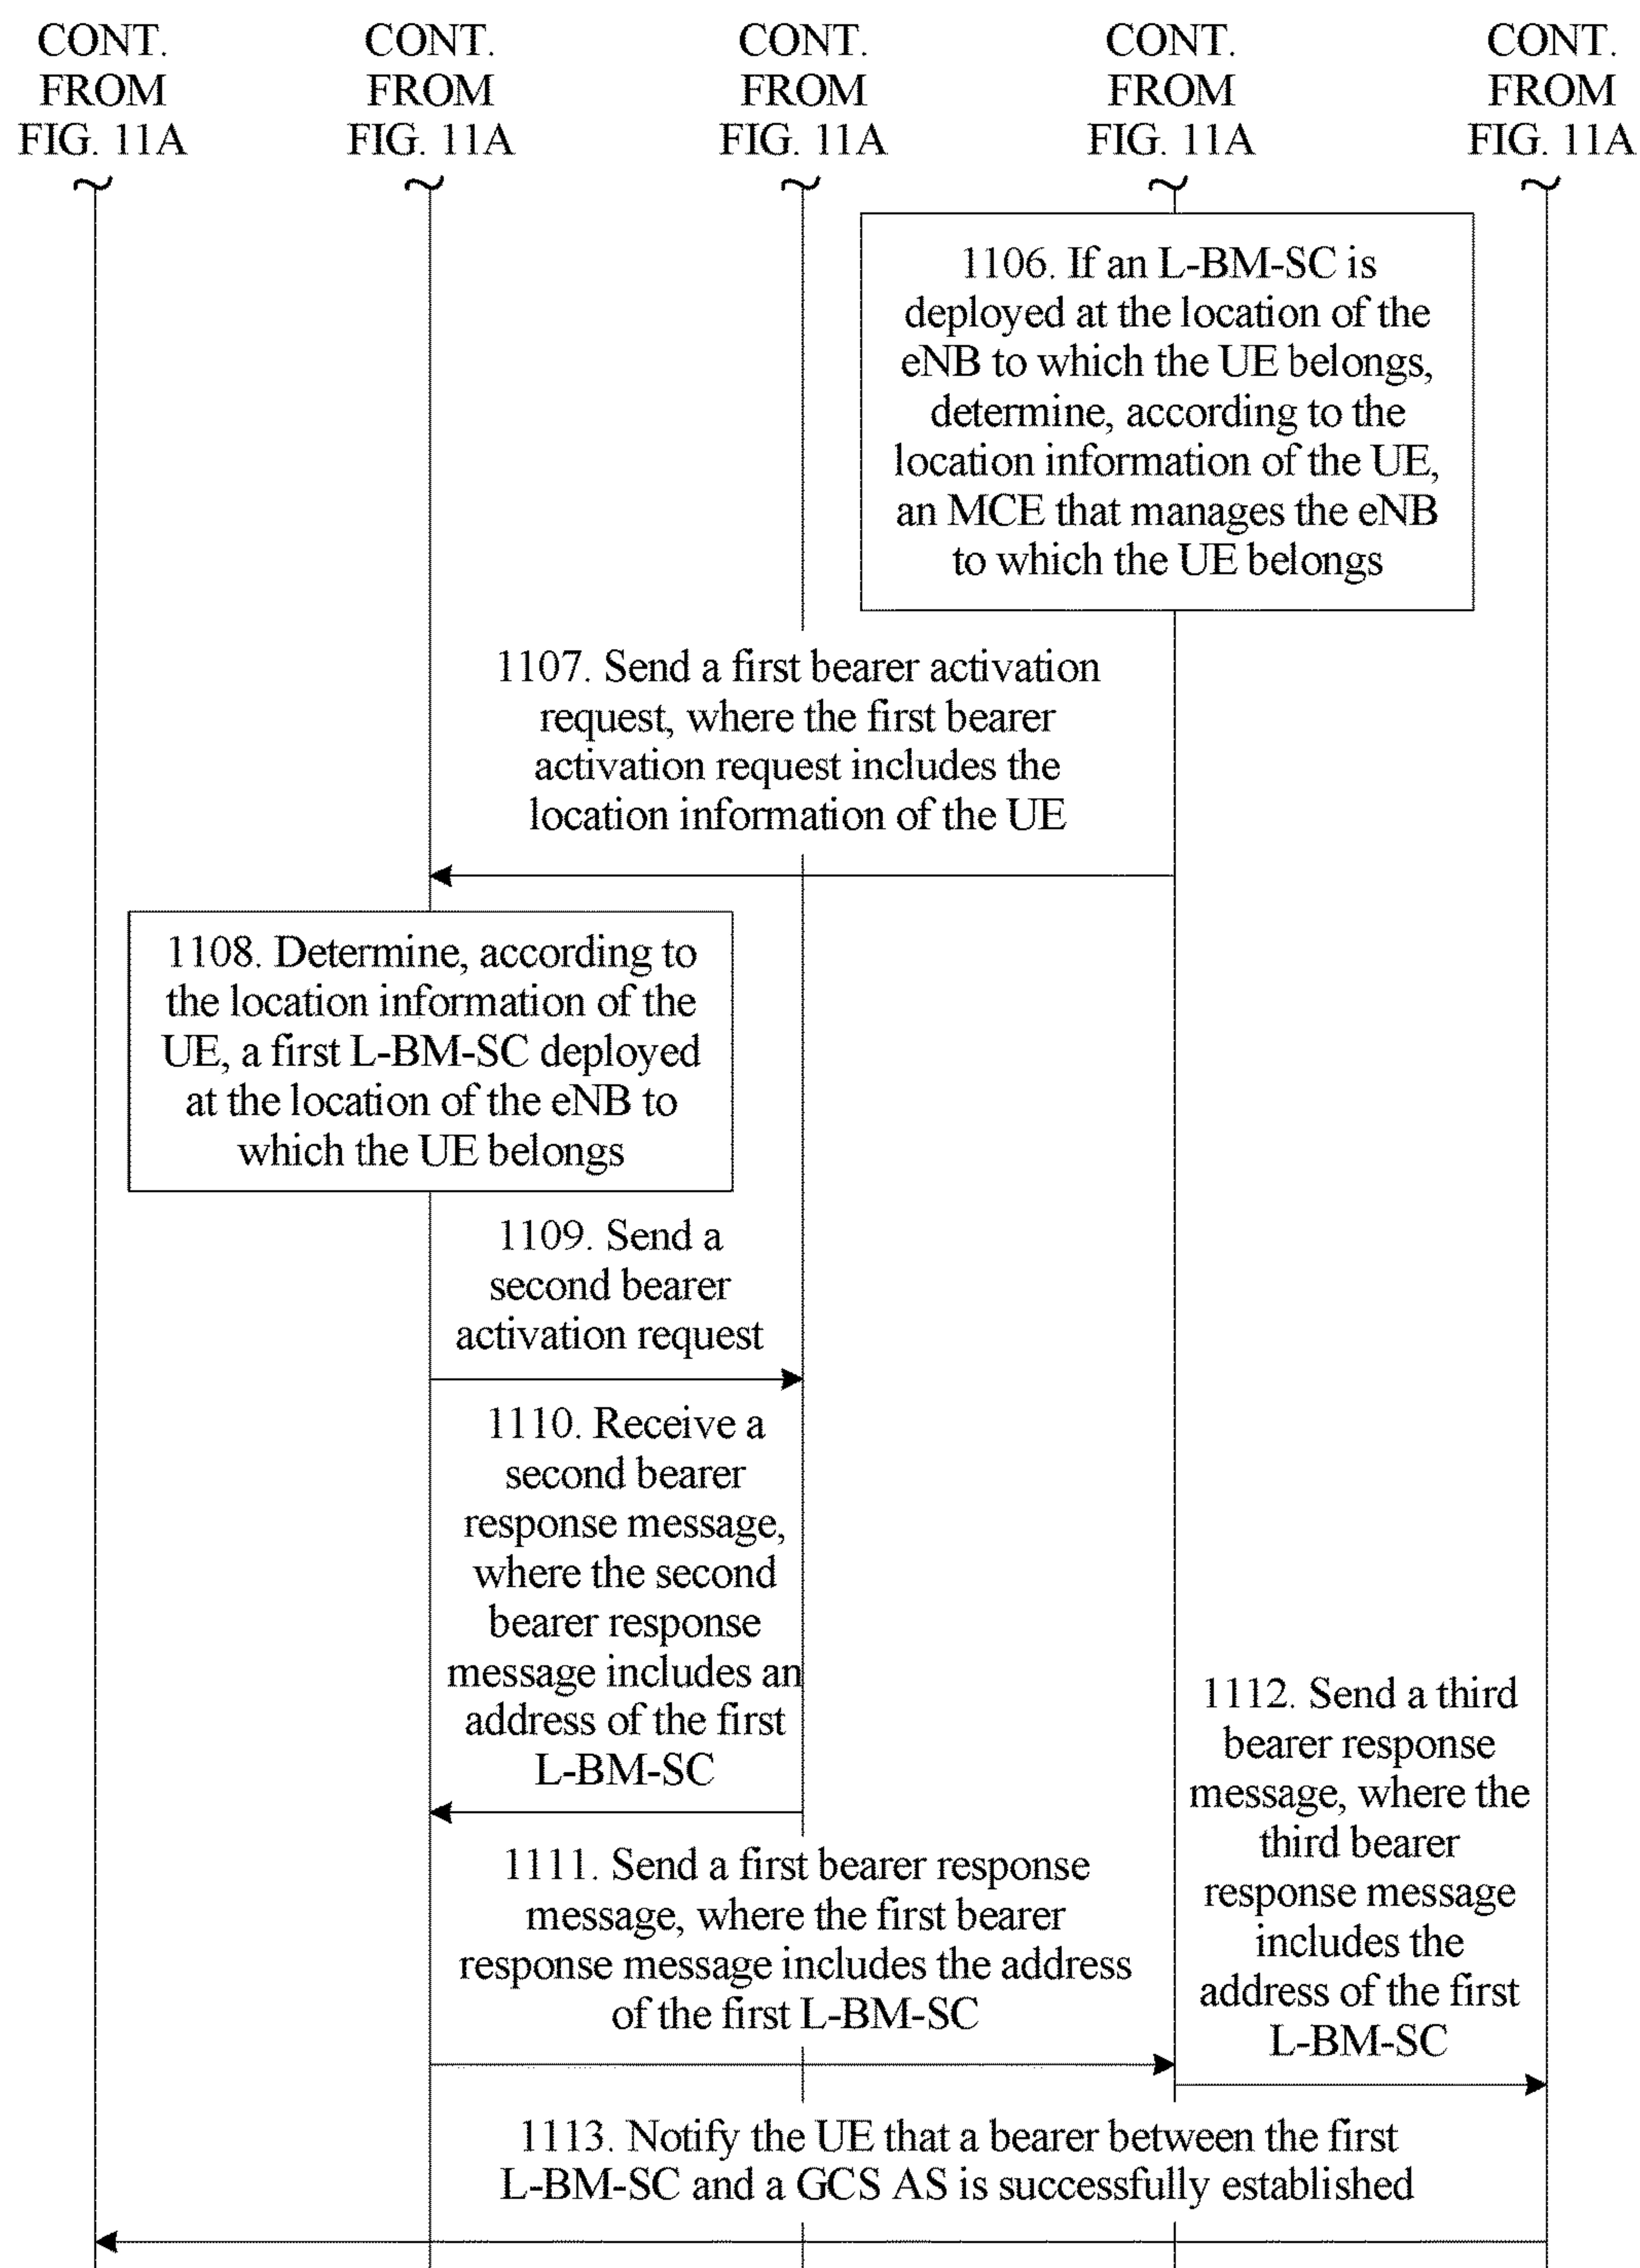 CONT.
FROM
FIG. 11A
CONT.
FROM
FIG. 11A
CONT.
FROM
FIG. 11A
CONT.
FROM
FIG. 11A
CONT.
FROM
FIG. 11A
1106. If an L-BM-SC is
deployed at the location of the
eNB to which the UE belongs,
determine, according to the
location information of the UE,
an MCE that manages the eNB
to which the UE belongs
1107. Send a first bearer activation
request, where the first bearer
activation request includes the
location information of the UE
1108. Determine, according to
the location information of the
UE, a first L-BM-SC deployed
at the location of the eNB to
which the UE belongs
1109. Send a
second bearer
activation request
1110. Receive a
second bearer
response message,
where the second
bearer response
message includes an
address of the first
L-BM-SC
1111. Send a first bearer response
message, where the first bearer
response message includes the address
of the first L-BM-SC
1112. Send a third
bearer response
message, where the
third bearer
response message
includes the
address of the first
L-BM-SC
1113. Notify the UE that a bearer between the first
L-BM-SC and a GCS AS is successfully established